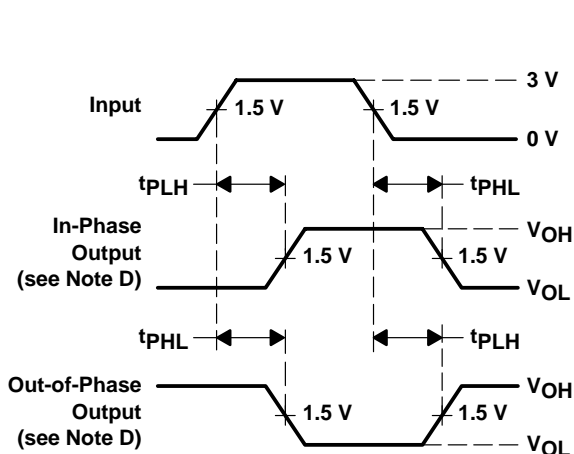 3 V
Input
1.5 V
1.5 V
0 V
tPLH
tPHL
In-Phase
Output
(see Note D)
VOH
1.5 V
1.5 V
VOL
tPHL
tPLH
Out-of-Phase
Output
(see Note D)
VOH
1.5 V
1.5 V
VOL